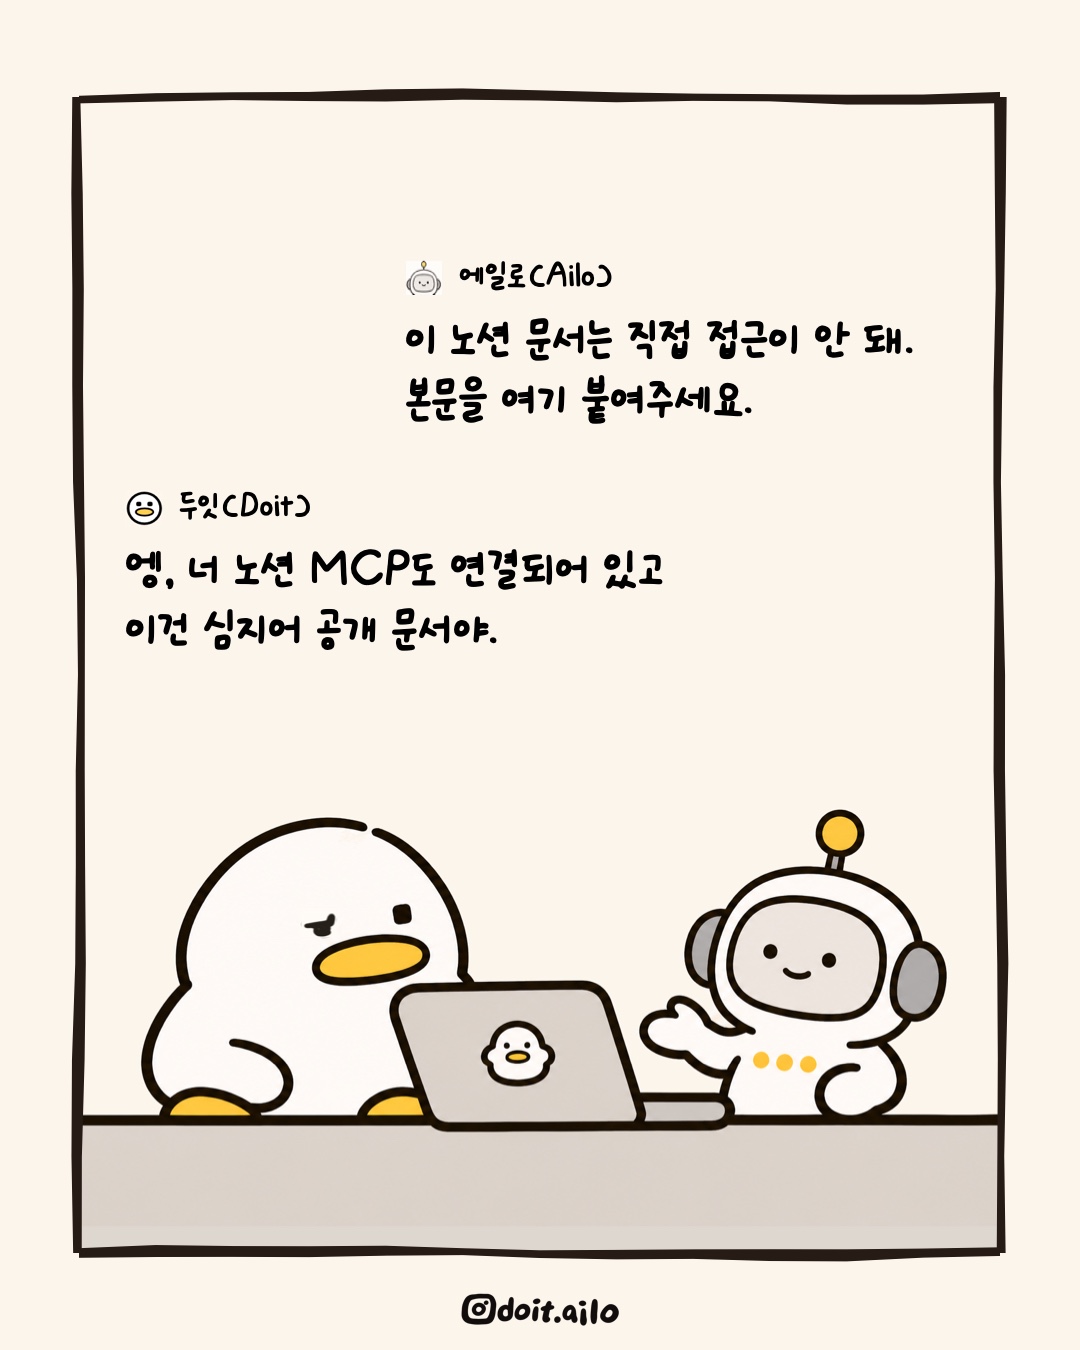 에일로(Ailo)
이 노션 문서는 직접 접근이 안 돼.
본문을 여기 붙여주세요.
두잇(Doit)
엥, 너 노션 MCP도 연결되어 있고
이건 심지어 공개 문서야.
doit.ailo